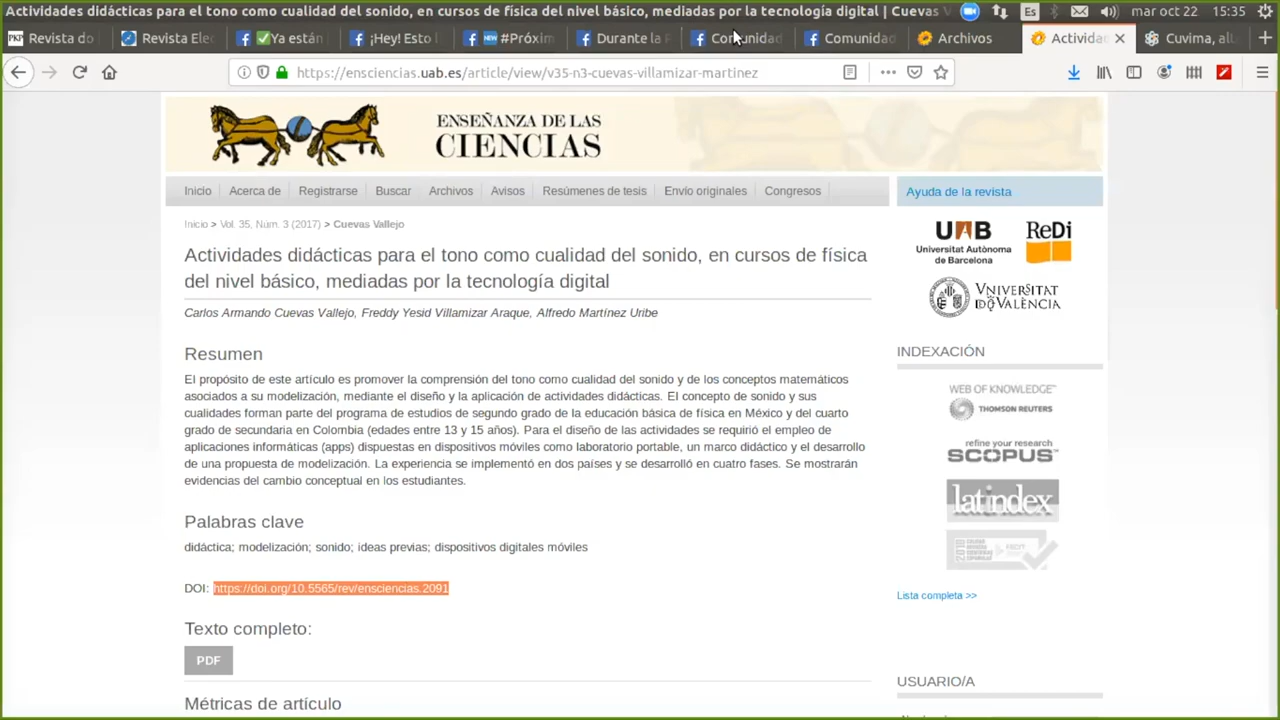 Actividades didácticas para el tono como cualidad del sonido, en cursos de física del nivel básico, mediadas por la tecnología digital | Cuevas V
Es mar oct 22 15:35
PKP Revista do Revista Ele ✅Ya están ¡Hey! Esto l 🆕 #Próxim Durante la Comunidad Comunidad Archivos Activida Cuvima, alt
https://ensciencias.uab.es/article/view/v35-n3-cuevas-villamizar-martinez
ENSEÑANZA DE LAS
CIENCIAS
Inicio Acerca de Registrarse Buscar Archivos Avisos Resúmenes de tesis Envío originales Congresos
Inicio > Vol. 35, Núm. 3 (2017) > Cuevas Vallejo
Actividades didácticas para el tono como cualidad del sonido, en cursos de física
del nivel básico, mediadas por la tecnología digital
Carlos Armando Cuevas Vallejo, Freddy Yesid Villamizar Araque, Alfredo Martínez Uribe
Resumen
El propósito de este artículo es promover la comprensión del tono como cualidad del sonido y de los conceptos matemáticos
asociados a su modelización, mediante el diseño y la aplicación de actividades didácticas. El concepto de sonido y sus
cualidades forman parte del programa de estudios de segundo grado de la educación básica de física en México y del cuarto
grado de secundaria en Colombia (edades entre 13 y 15 años). Para el diseño de las actividades se requirió el empleo de
aplicaciones informáticas (apps) dispuestas en dispositivos móviles como laboratorio portable, un marco didáctico y el desarrollo
de una propuesta de modelización. La experiencia se implementó en dos países y se desarrolló en cuatro fases. Se mostrarán
evidencias del cambio conceptual en los estudiantes.
Palabras clave
didáctica; modelización; sonido; ideas previas; dispositivos digitales móviles
DOI: https://doi.org/10.5565/rev/ensciencias.2091
Texto completo:
PDF
Métricas de artículo
Ayuda de la revista
UAB
Universitat Autònoma
de Barcelona
ReDi
VNIVERSITAT
DE VALÈNCIA
INDEXACIÓN
WEB OF KNOWLEDGE
THOMSON REUTERS
refine your research
SCOPUS
latindex
Lista completa >>
USUARIO/A